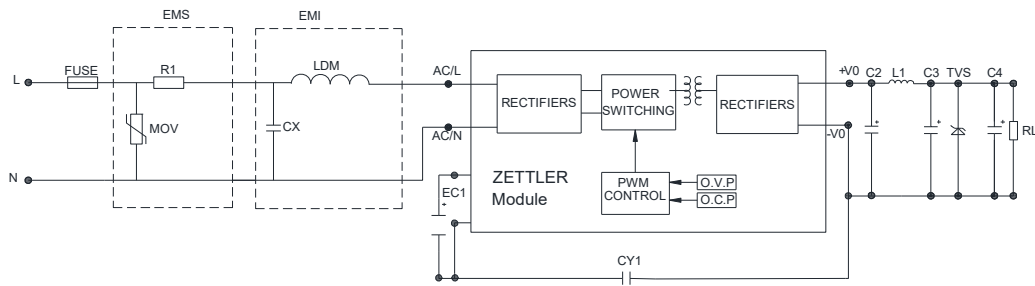 EMS
EMI
L
FUSE
R1
LDM
AC/L
MOV
CX
AC/N
N
EC1
+
RECTIFIERS
POWER
SWITCHING
RECTIFIERS
ZETTLER
Module
PWM
CONTROL
O.V.P
O.C.P
+V0
-V0
C2
+
L1
C3
+
TVS
C4
+
RL
CY1